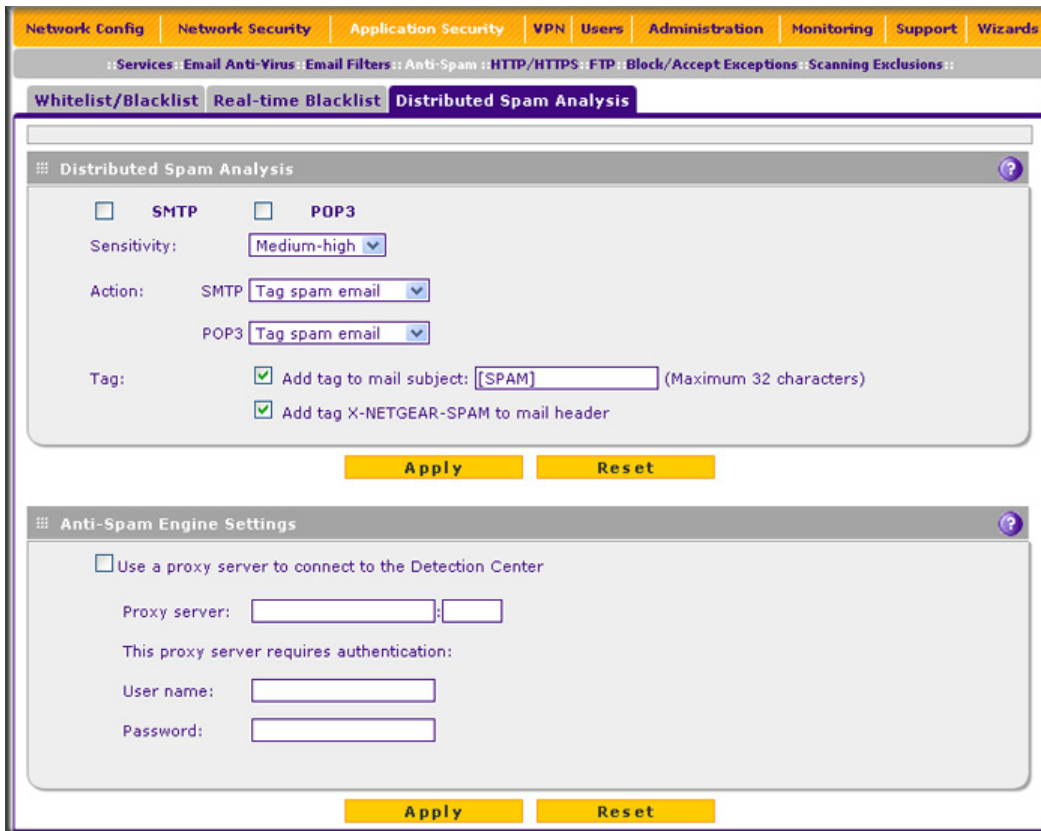 Network Config Network Security Application Security VPN Users Administration Monitoring Support Wizards
::Services::Email Anti-Virus::Email Filters::Anti-Spam::HTTP/HTTPS::FTP::Block/Accept Exceptions::Scanning Exclusions::
Whitelist/Blacklist Real-time Blacklist Distributed Spam Analysis
Distributed Spam Analysis ?
SMTP POP3
Sensitivity: Medium-high
Action: SMTP Tag spam email
POP3 Tag spam email
Tag: Add tag to mail subject: [SPAM] (Maximum 32 characters)
Add tag X-NETGEAR-SPAM to mail header
Apply Reset
Anti-Spam Engine Settings ?
Use a proxy server to connect to the Detection Center
Proxy server: :
This proxy server requires authentication:
User name:
Password:
Apply Reset